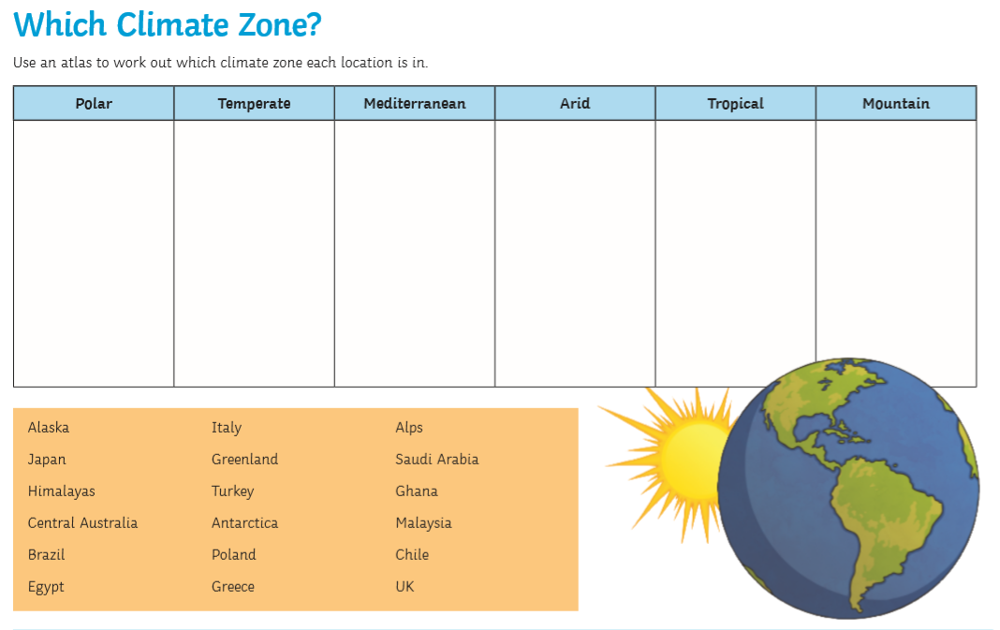 Which Climate Zone?
Use an atlas to work out which climate zone each location is in.
Polar Temperate Mediterranean Arid Tropical Mountain
Alaska Italy Alps
Japan Greenland Saudi Arabia
Himalayas Turkey Ghana
Central Australia Antarctica Malaysia
Brazil Poland Chile
Egypt Greece UK